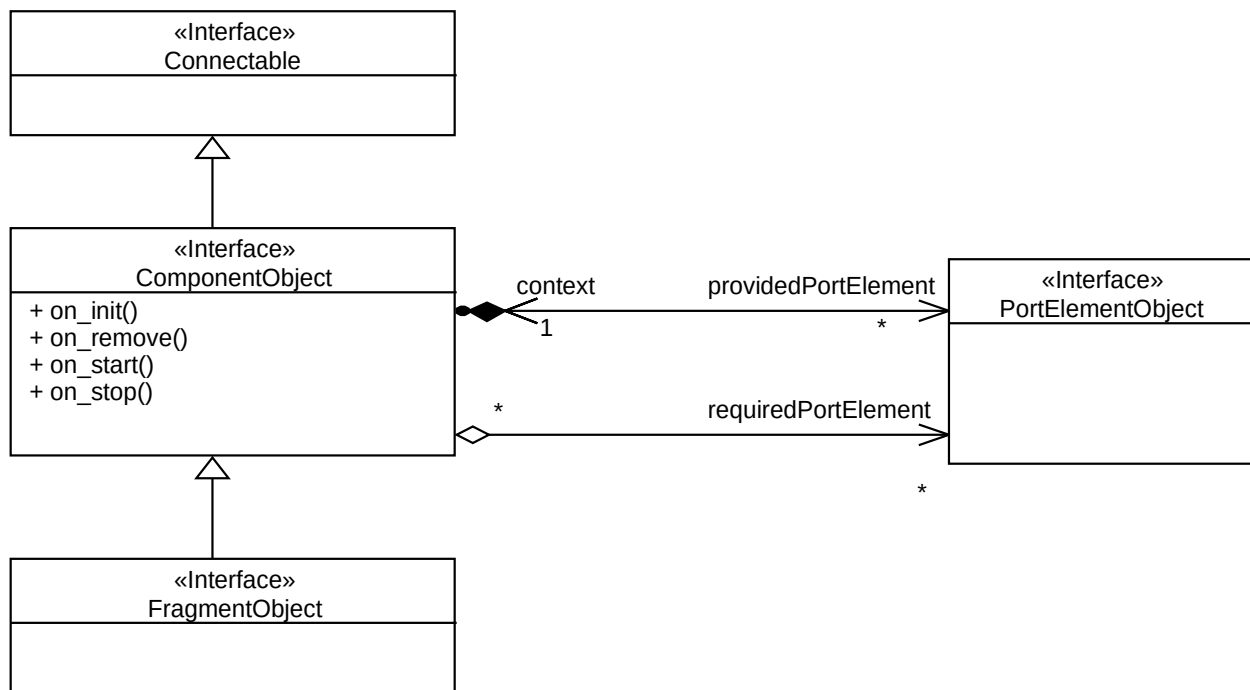 «Interface»
Connectable
«Interface»
ComponentObject
+ on_init()
+ on_remove()
+ on_start()
+ on_stop()
context
1
providedPortElement
*
*
requiredPortElement
*
«Interface»
PortElementObject
«Interface»
FragmentObject